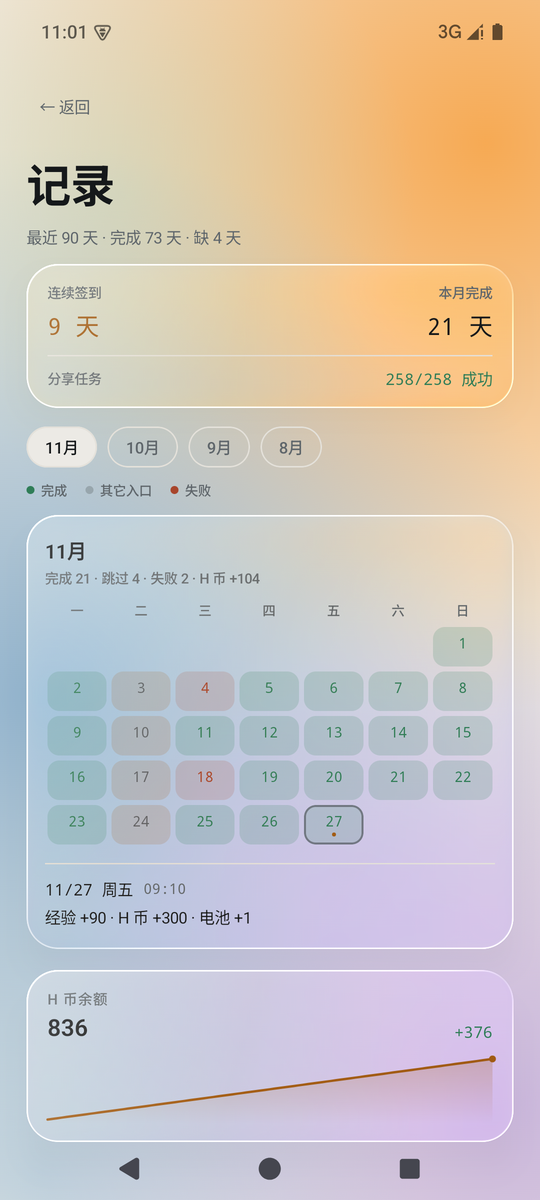 11:01
3G
← 返回
记录
最近 90 天 · 完成 73 天 · 缺 4 天
连续签到 本月完成
9 天 21 天
分享任务 258/258 成功
11月 10月 9月 8月
完成 其它入口 失败
11月
完成 21 · 跳过 4 · 失败 2 · H 币 +104
一 二 三 四 五 六 日
1
2 3 4 5 6 7 8
9 10 11 12 13 14 15
16 17 18 19 20 21 22
23 24 25 26 27
11/27 周五 09:10
经验 +90 · H 币 +300 · 电池 +1
H 币余额
836
+376